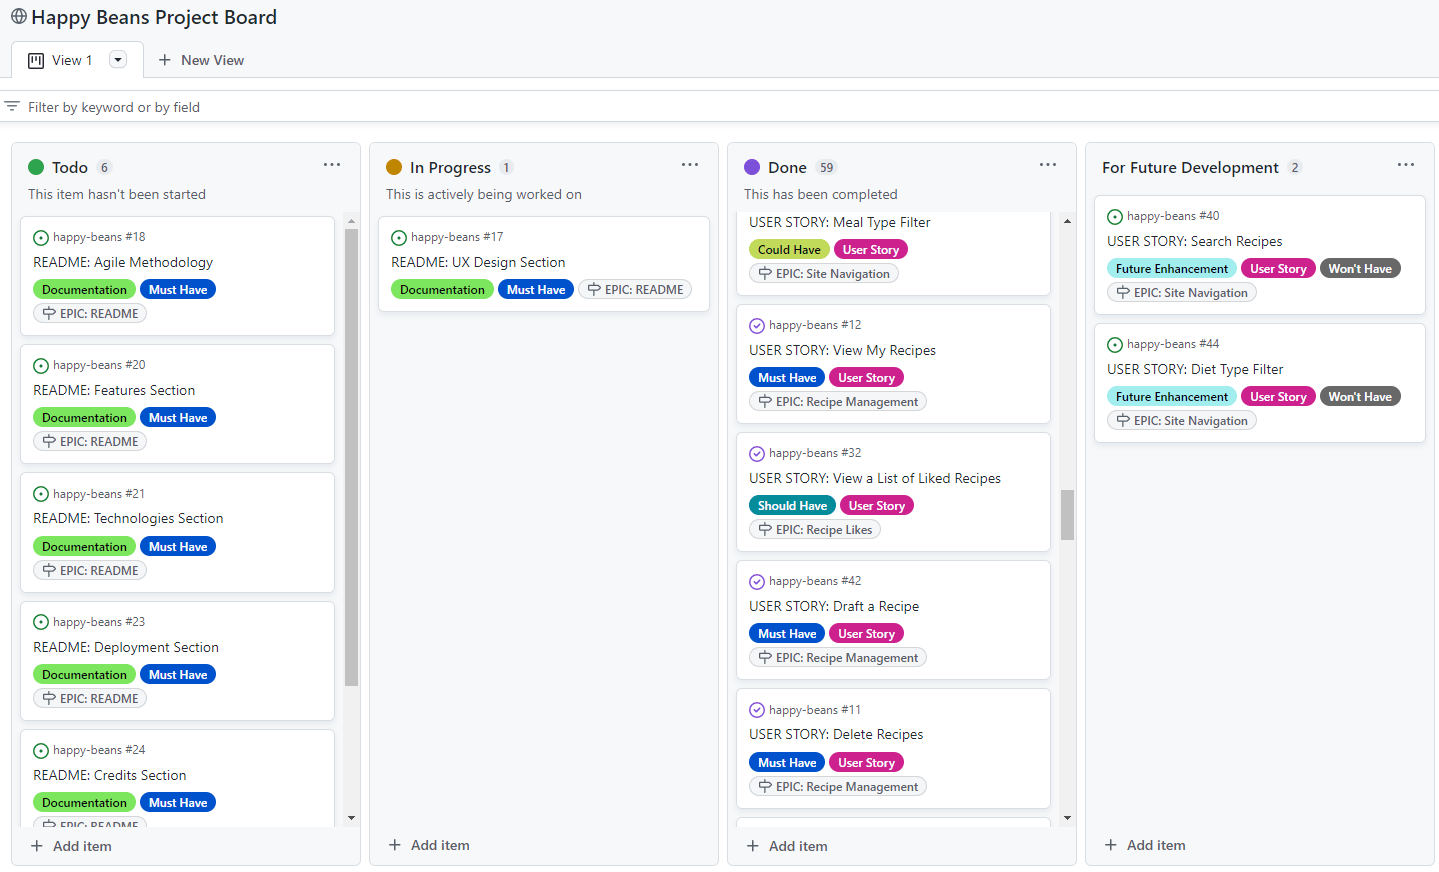 Happy Beans Project Board
View 1
New View
Filter by keyword or by field
Todo 6
This item hasn't been started
happy-beans #18
README: Agile Methodology
Documentation Must Have
EPIC: README
happy-beans #20
README: Features Section
Documentation Must Have
EPIC: README
happy-beans #21
README: Technologies Section
Documentation Must Have
EPIC: README
happy-beans #23
README: Deployment Section
Documentation Must Have
EPIC: README
happy-beans #24
README: Credits Section
Documentation Must Have
EPIC: README
Add item
In Progress 1
This is actively being worked on
happy-beans #17
README: UX Design Section
Documentation Must Have EPIC: README
Add item
Done 59
This has been completed
USER STORY: Meal Type Filter
Could Have User Story
EPIC: Site Navigation
happy-beans #12
USER STORY: View My Recipes
Must Have User Story
EPIC: Recipe Management
happy-beans #32
USER STORY: View a List of Liked Recipes
Should Have User Story
EPIC: Recipe Likes
happy-beans #42
USER STORY: Draft a Recipe
Must Have User Story
EPIC: Recipe Management
happy-beans #11
USER STORY: Delete Recipes
Must Have User Story
EPIC: Recipe Management
Add item
For Future Development 2
happy-beans #40
USER STORY: Search Recipes
Future Enhancement User Story Won't Have
EPIC: Site Navigation
happy-beans #44
USER STORY: Diet Type Filter
Future Enhancement User Story Won't Have
EPIC: Site Navigation
Add item